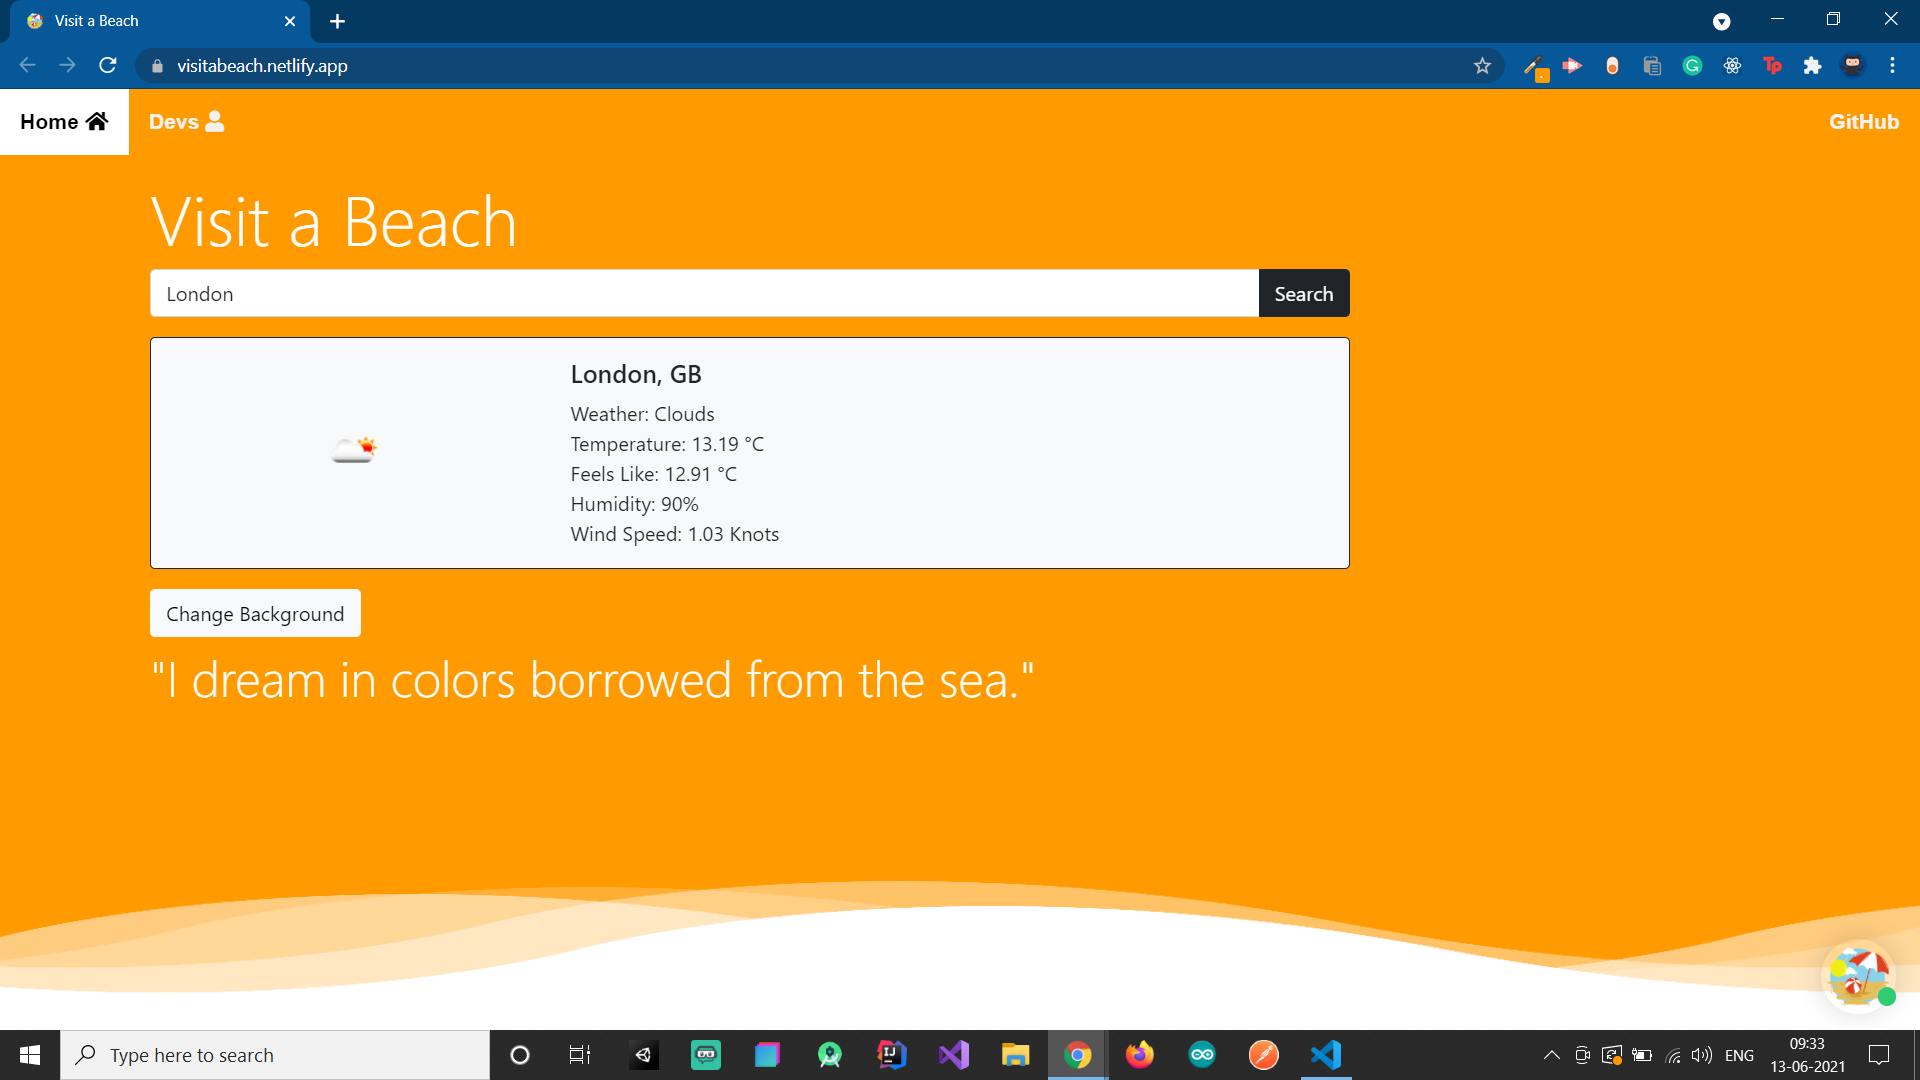 Visit a Beach
visitabeach.netlify.app
Home
Devs
GitHub
Visit a Beach
London
Search
London, GB
Weather: Clouds
Temperature: 13.19 °C
Feels Like: 12.91 °C
Humidity: 90%
Wind Speed: 1.03 Knots
Change Background
"I dream in colors borrowed from the sea."
Type here to search
ENG
09:33
13-06-2021